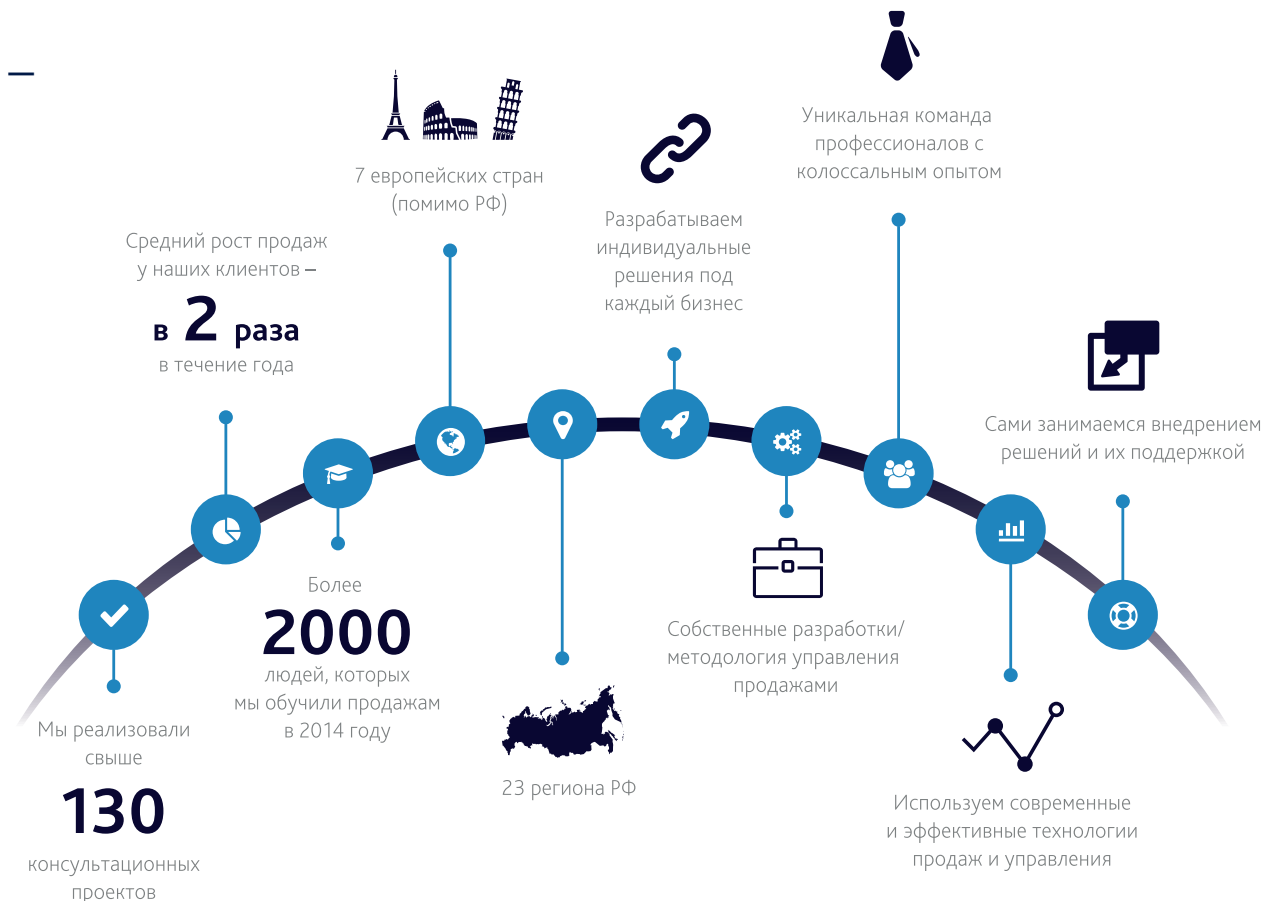 Мы реализовали
свыше
130
консультационных
проектов
Средний рост продаж
у наших клиентов –
в 2 раза
в течение года
Более
2000
людей, которых
мы обучили продажам
в 2014 году
7 европейских стран
(помимо РФ)
23 региона РФ
Разрабатываем
индивидуальные
решения под
каждый бизнес
Собственные разработки/
методология управления
продажами
Уникальная команда
профессионалов с
колоссальным опытом
Используем современные
и эффективные технологии
продаж и управления
Сами занимаемся внедрением
решений и их поддержкой